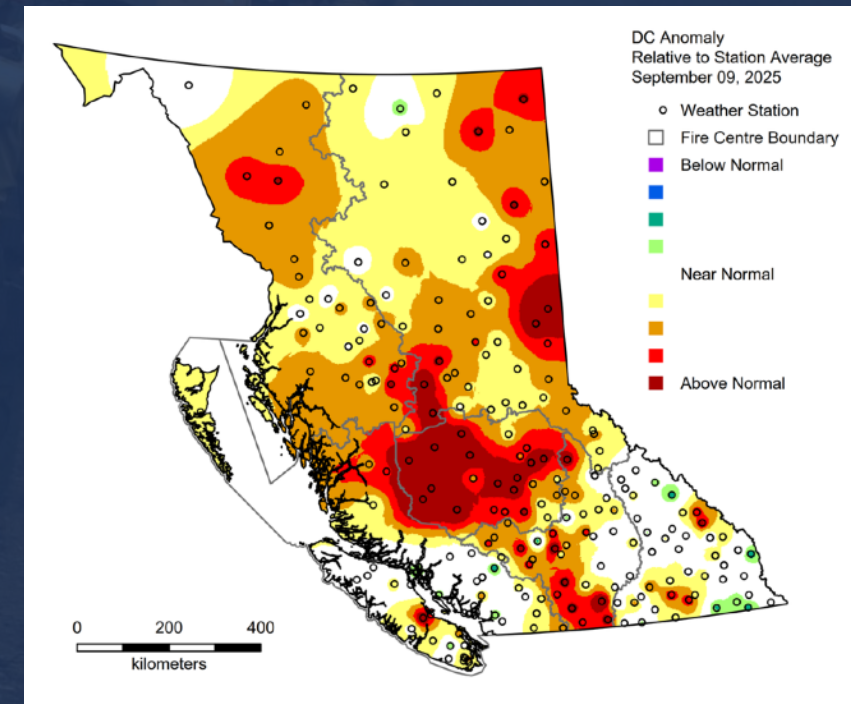 DC Anomaly
Relative to Station Average
September 09, 2025
Weather Station
Fire Centre Boundary
Below Normal
Near Normal
Above Normal
0 200 400
kilometers